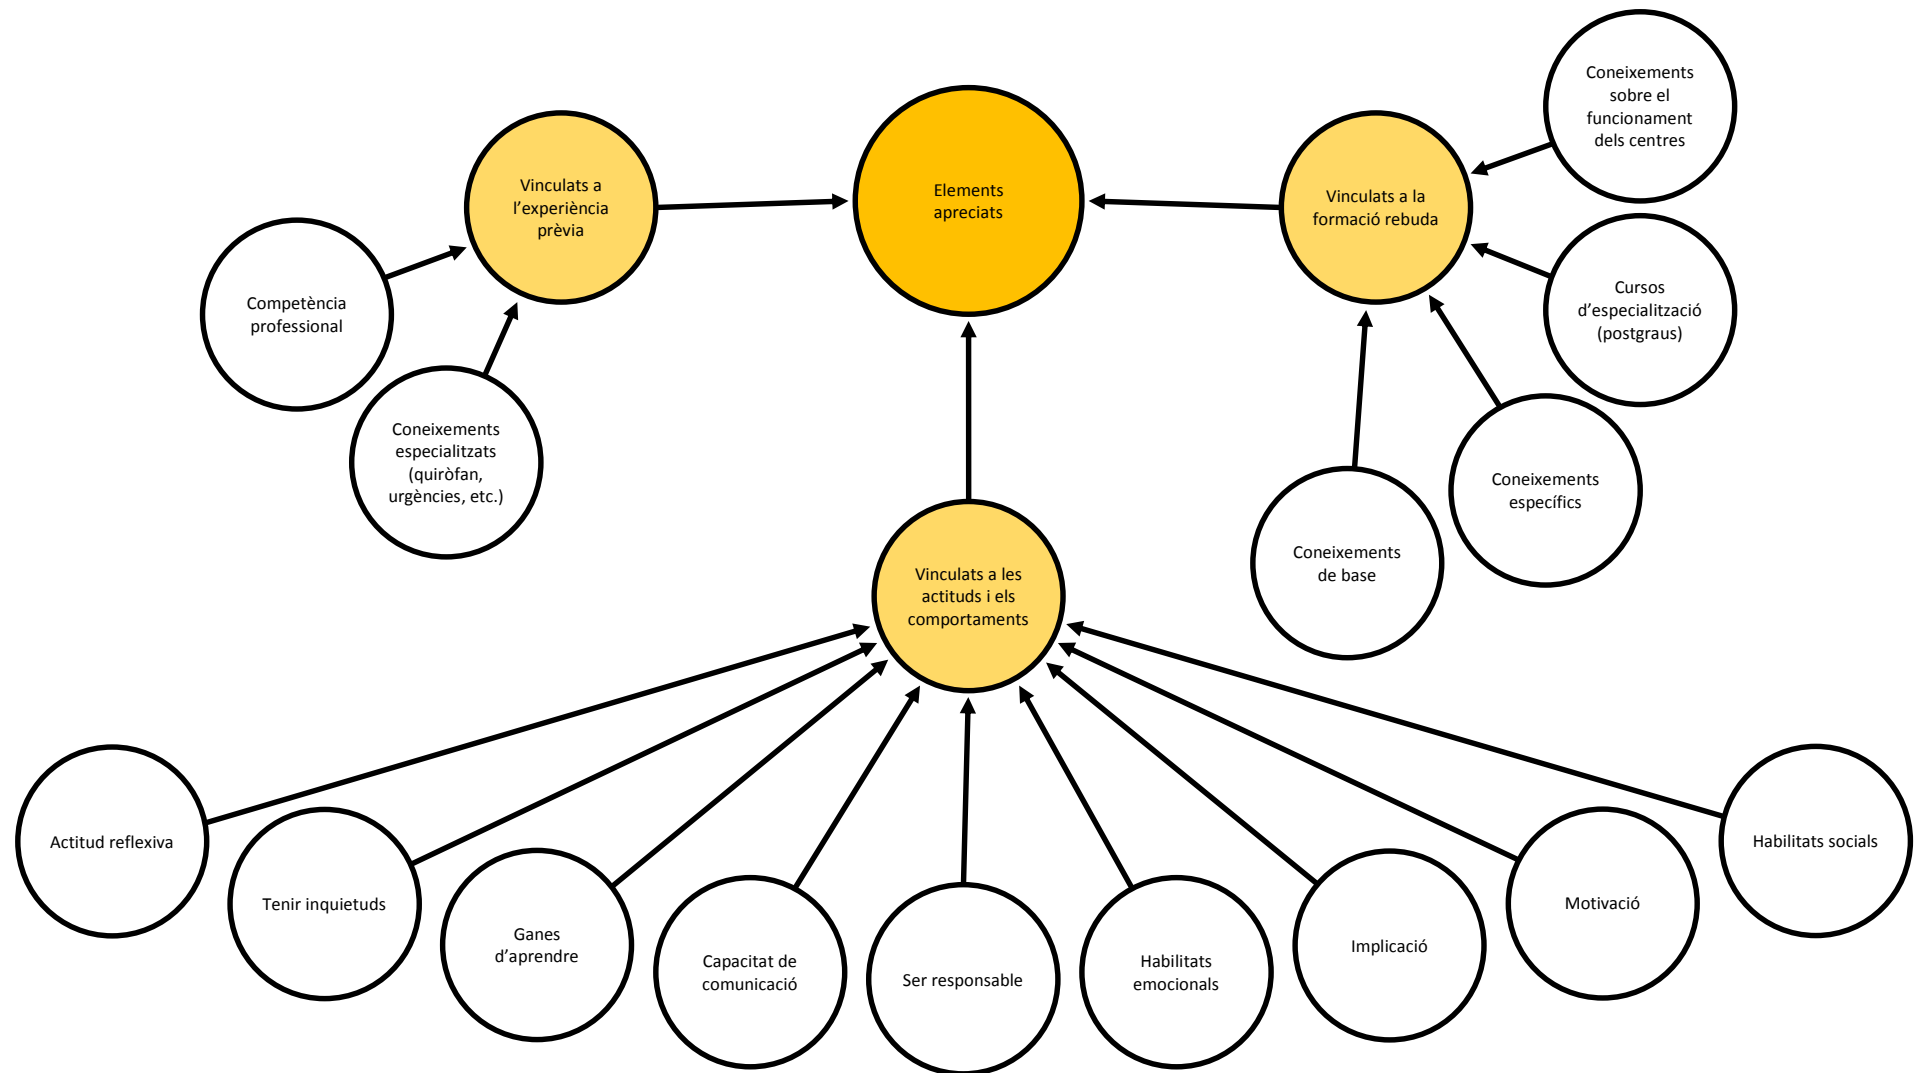 Coneixements
sobre el
funcionament
dels centres
Vinculats a
l’experiència
prèvia
Elements
apreciats
Vinculats a la
formació rebuda
Competència
professional
Cursos
d’especialització
(postgraus)
Coneixements
especialitzats
(quiròfan,
urgències, etc.)
Coneixements
específics
Coneixements
de base
Vinculats a les
actituds i els
comportaments
Actitud reflexiva
Tenir inquietuds
Ganes
d’aprendre
Capacitat de
comunicació
Ser responsable
Habilitats
emocionals
Implicació
Motivació
Habilitats socials